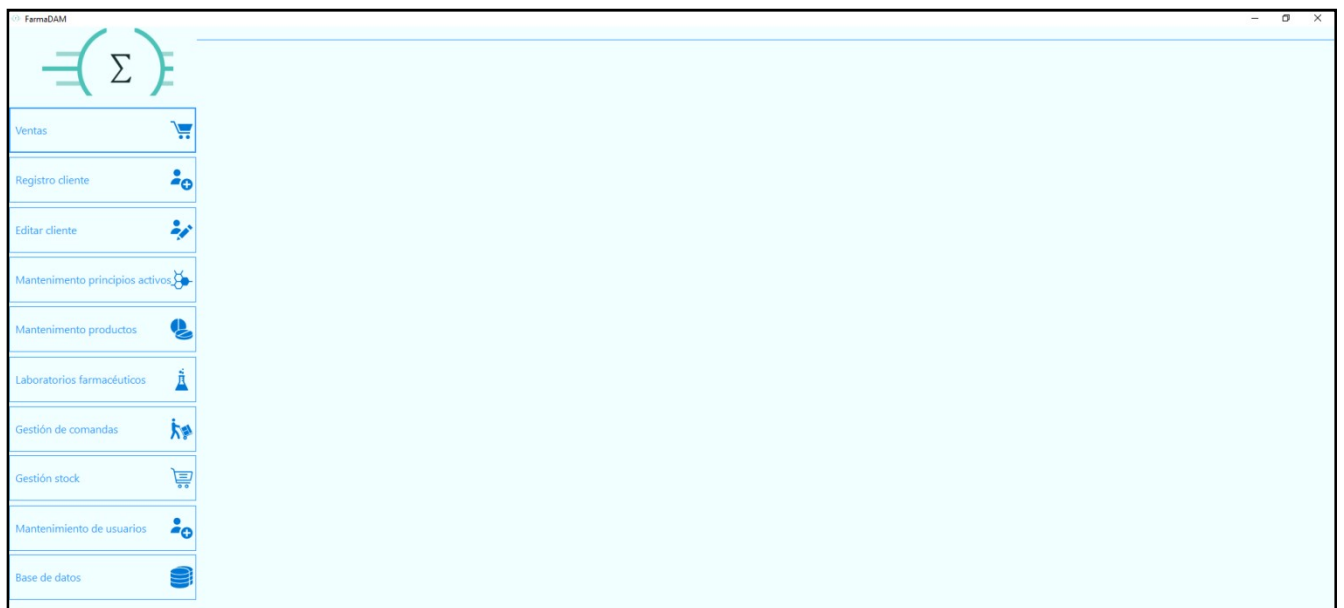 FarmaDAM
Σ
Ventas
Registro cliente
Editar cliente
Mantenimento principios activos
Mantenimento productos
Laboratorios farmacéuticos
Gestión de comandas
Gestión stock
Mantenimiento de usuarios
Base de datos